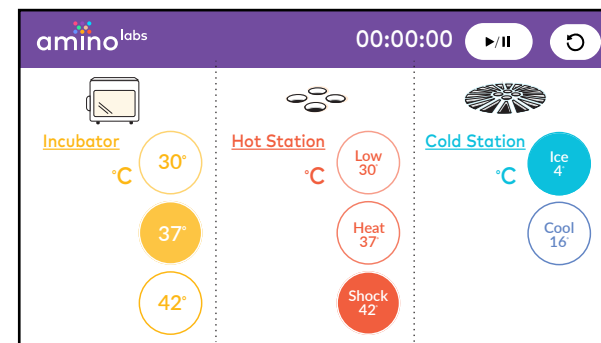 amino labs
00:00:00
Incubator
°C
30°
37°
42°
Hot Station
°C
Low
30°
Heat
37°
Shock
42°
Cold Station
°C
Ice
4°
Cool
16°